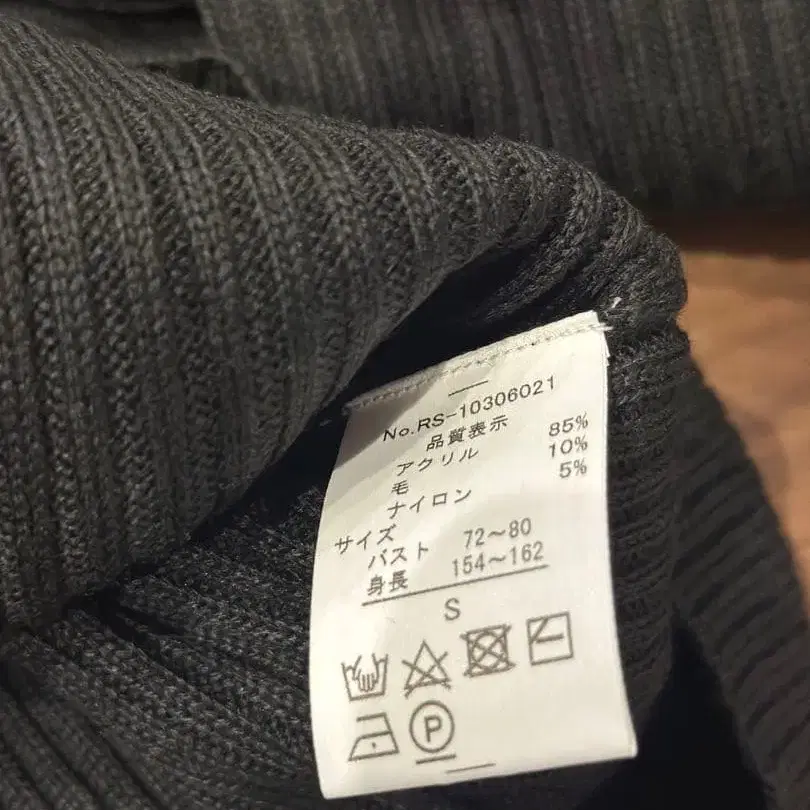 No.RS-10306021
品質表示
アクリル 85%
毛 10%
ナイロン 5%
サイズ
バスト 72～80
身長 154～162
S
P